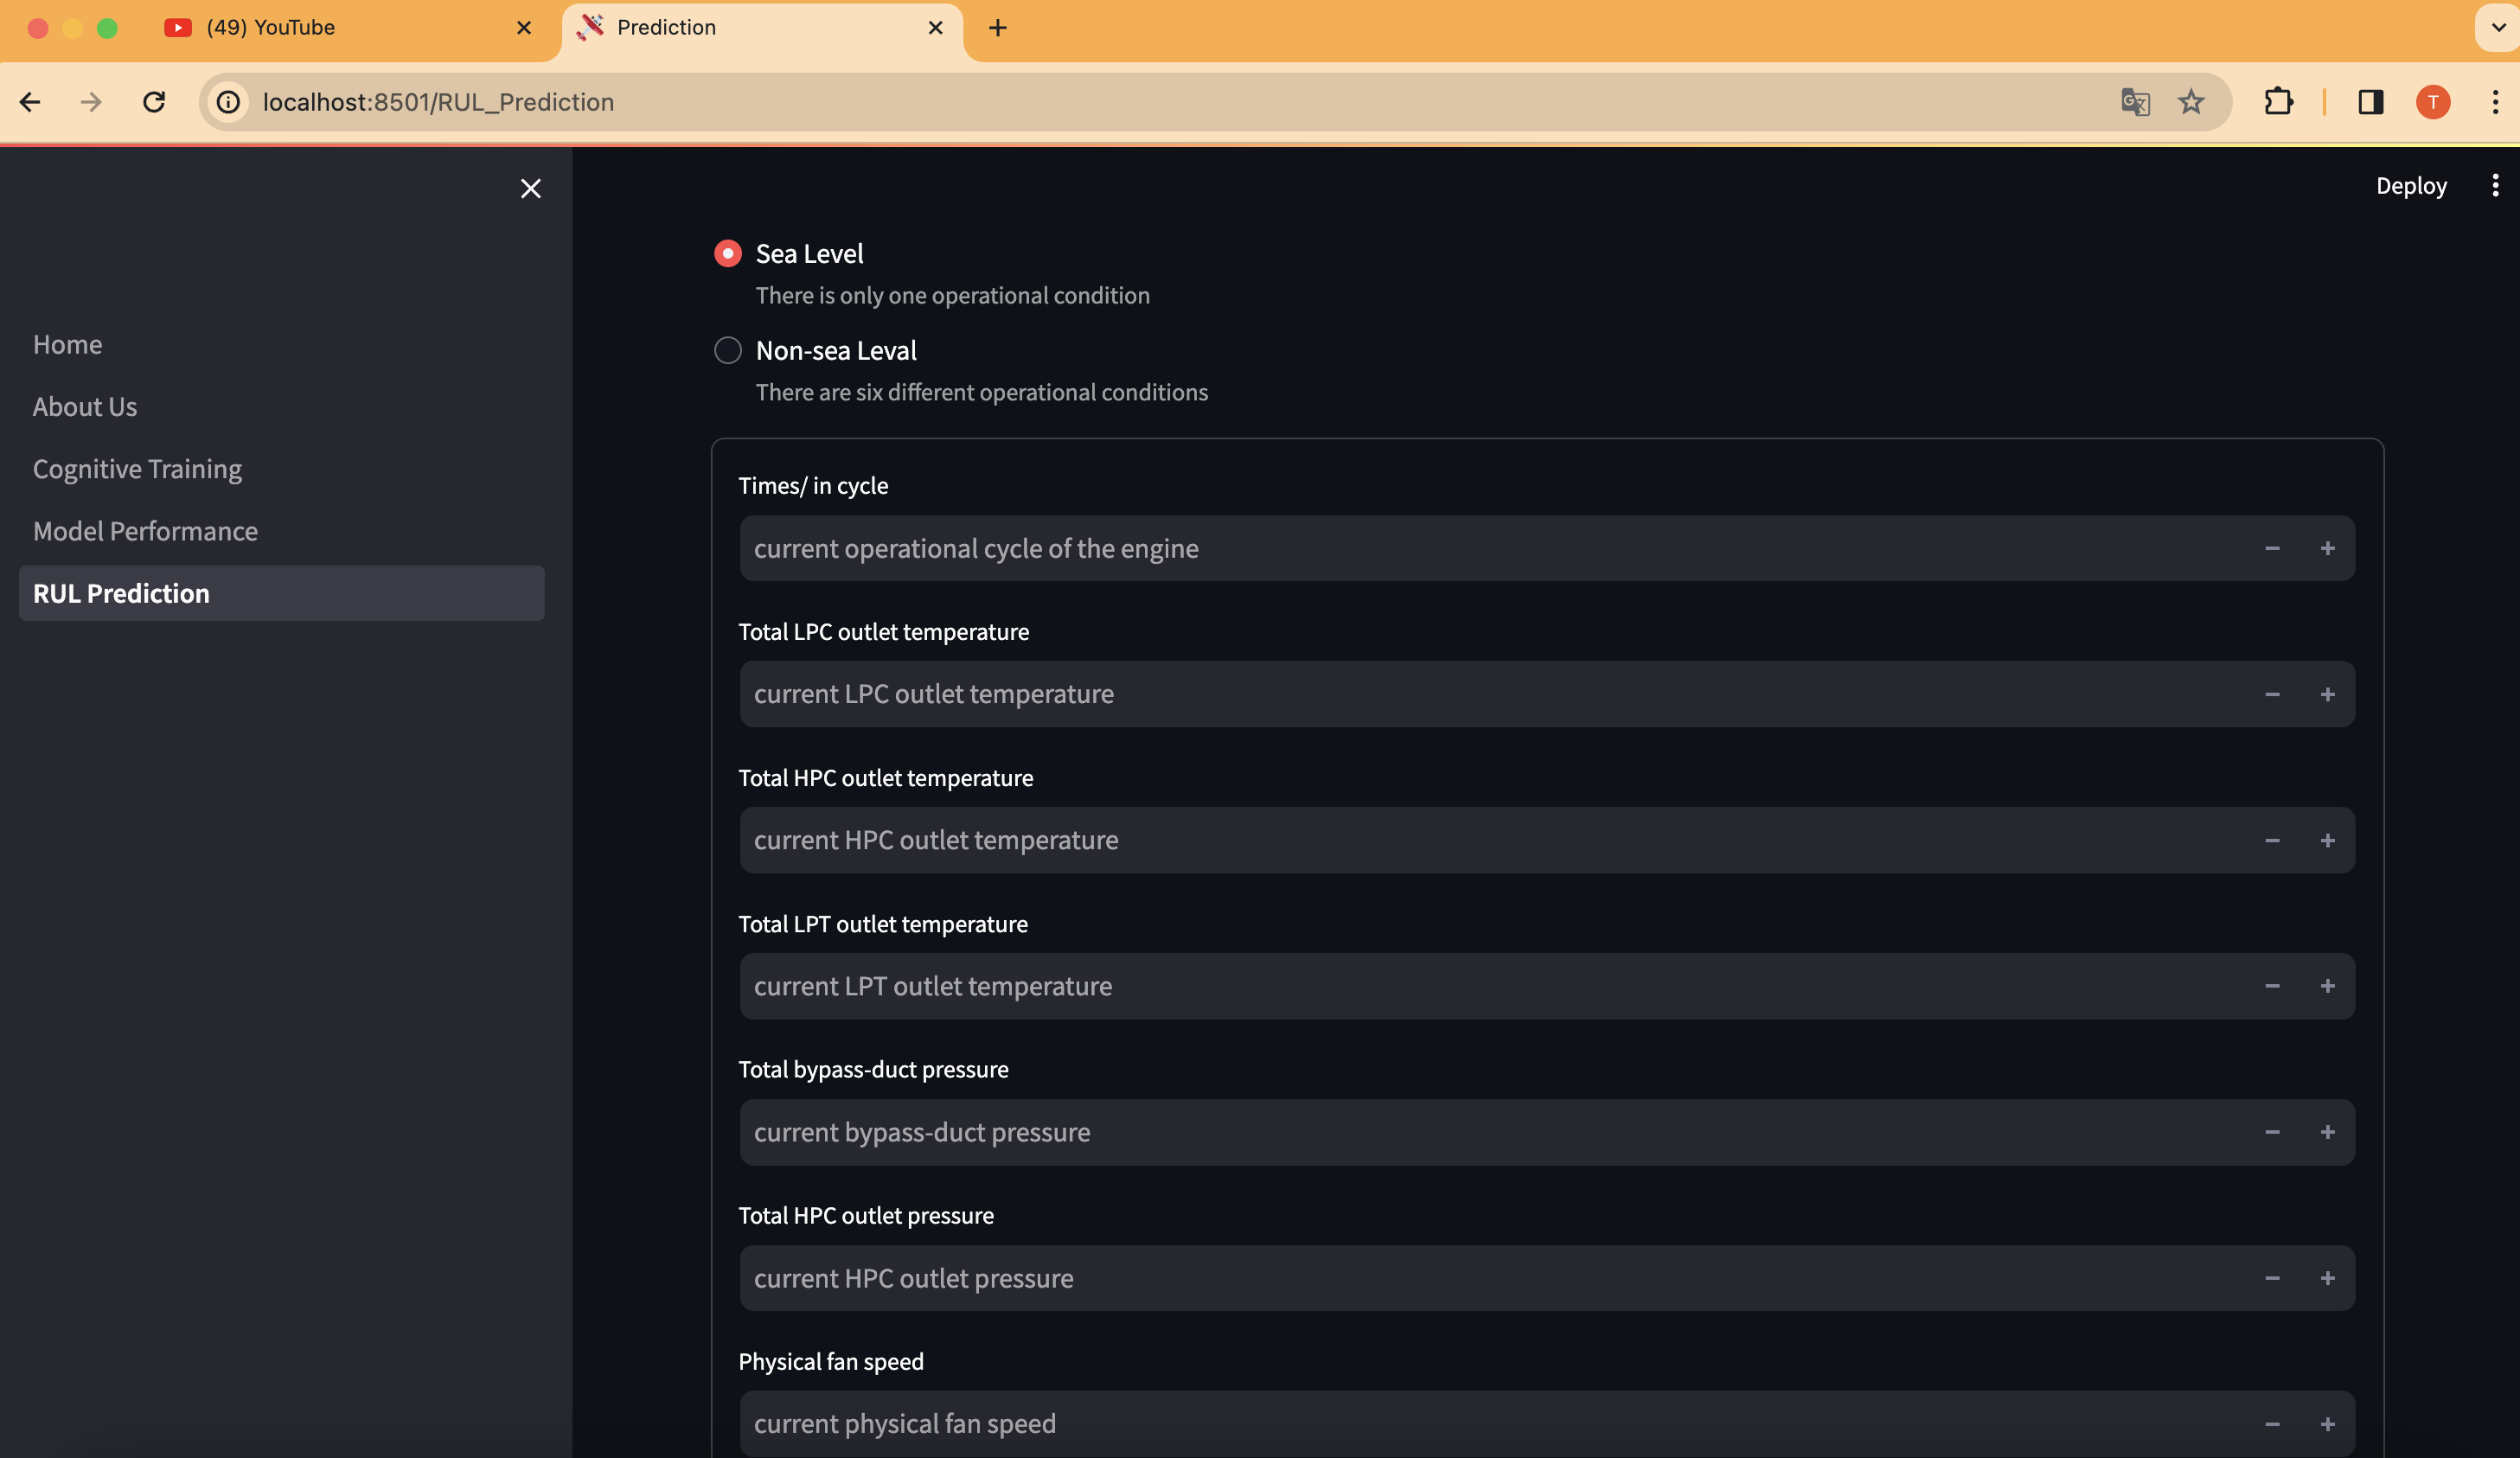 (49) YouTube
Prediction
localhost:8501/RUL_Prediction
T
Deploy
Home
About Us
Cognitive Training
Model Performance
RUL Prediction
Sea Level
There is only one operational condition
Non-sea Leval
There are six different operational conditions
Times/ in cycle
current operational cycle of the engine
Total LPC outlet temperature
current LPC outlet temperature
Total HPC outlet temperature
current HPC outlet temperature
Total LPT outlet temperature
current LPT outlet temperature
Total bypass-duct pressure
current bypass-duct pressure
Total HPC outlet pressure
current HPC outlet pressure
Physical fan speed
current physical fan speed